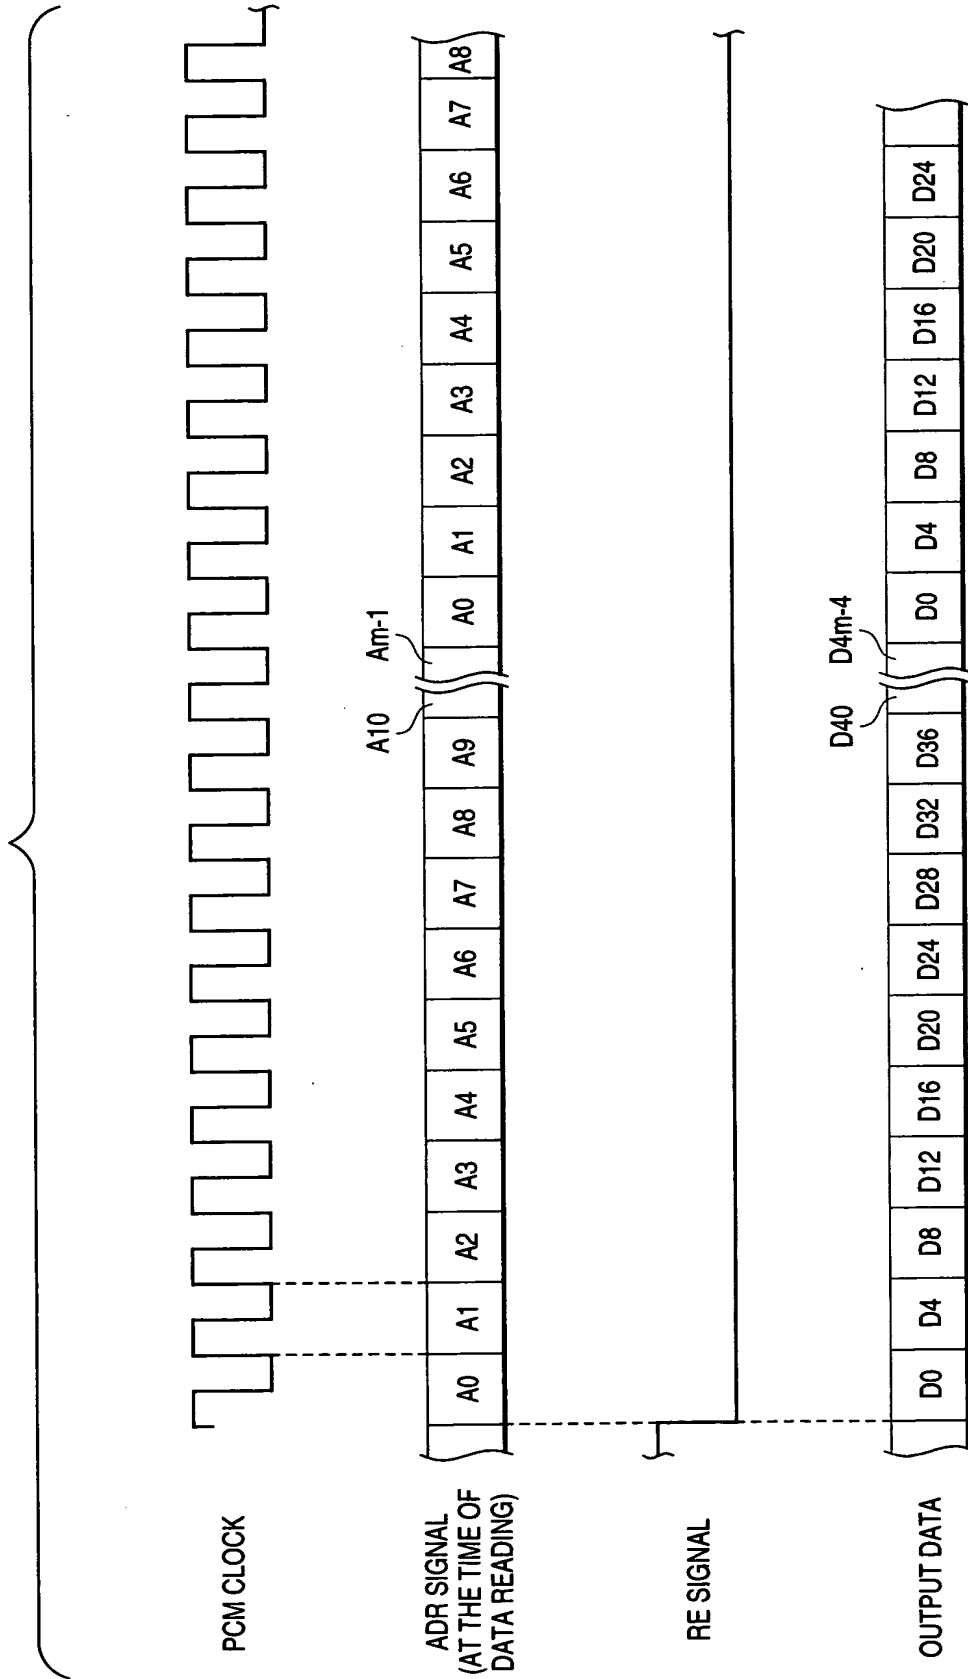 PCM CLOCK
ADR SIGNAL
(AT THE TIME OF
DATA READING)
A0 A1 A2 A3 A4 A5 A6 A7 A8 A9 A10 Am-1 A0 A1 A2 A3 A4 A5 A6 A7 A8
RE SIGNAL
OUTPUT DATA
D0 D4 D8 D12 D16 D20 D24 D28 D32 D36 D40 D4m-4 D0 D4 D8 D12 D16 D20 D24